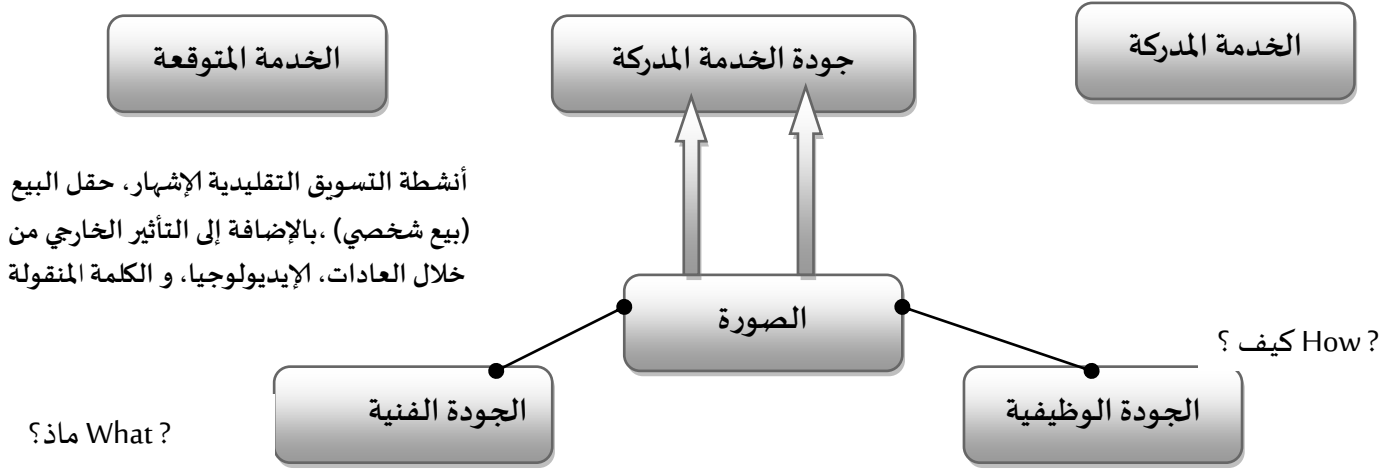 الخدمة المدركة
جودة الخدمة المدركة
الخدمة المتوقعة
أنشطة التسويق التقليدية الإشهار، حقل البيع
(بيع شخصي) ،بالإضافة إلى التأثير الخارجي من
خلال العادات، الإيديولوجيا، و الكلمة المنقولة
الصورة
? How كيف ؟
الجودة الوظيفية
الجودة الفنية
? What ماذ؟